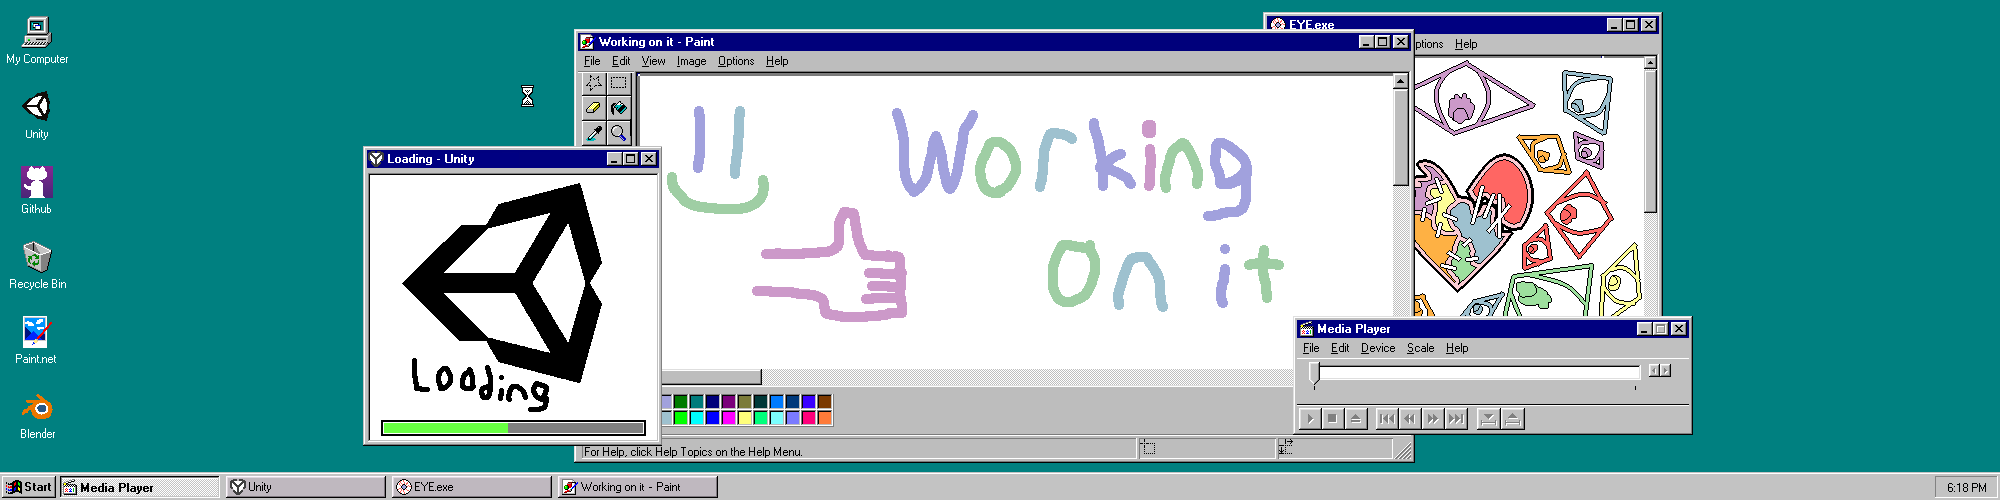 My Computer
Unity
Github
Recycle Bin
Paint.net
Blender
Loading - Unity
Loading
Working on it - Paint
File Edit View Image Options Help
Working
on it
For Help, click Help Topics on the Help Menu.
EYE.exe
ptions Help
Media Player
File Edit Device Scale Help
Start
Media Player
Unity
EYE.exe
Working on it - Paint
6:18 PM